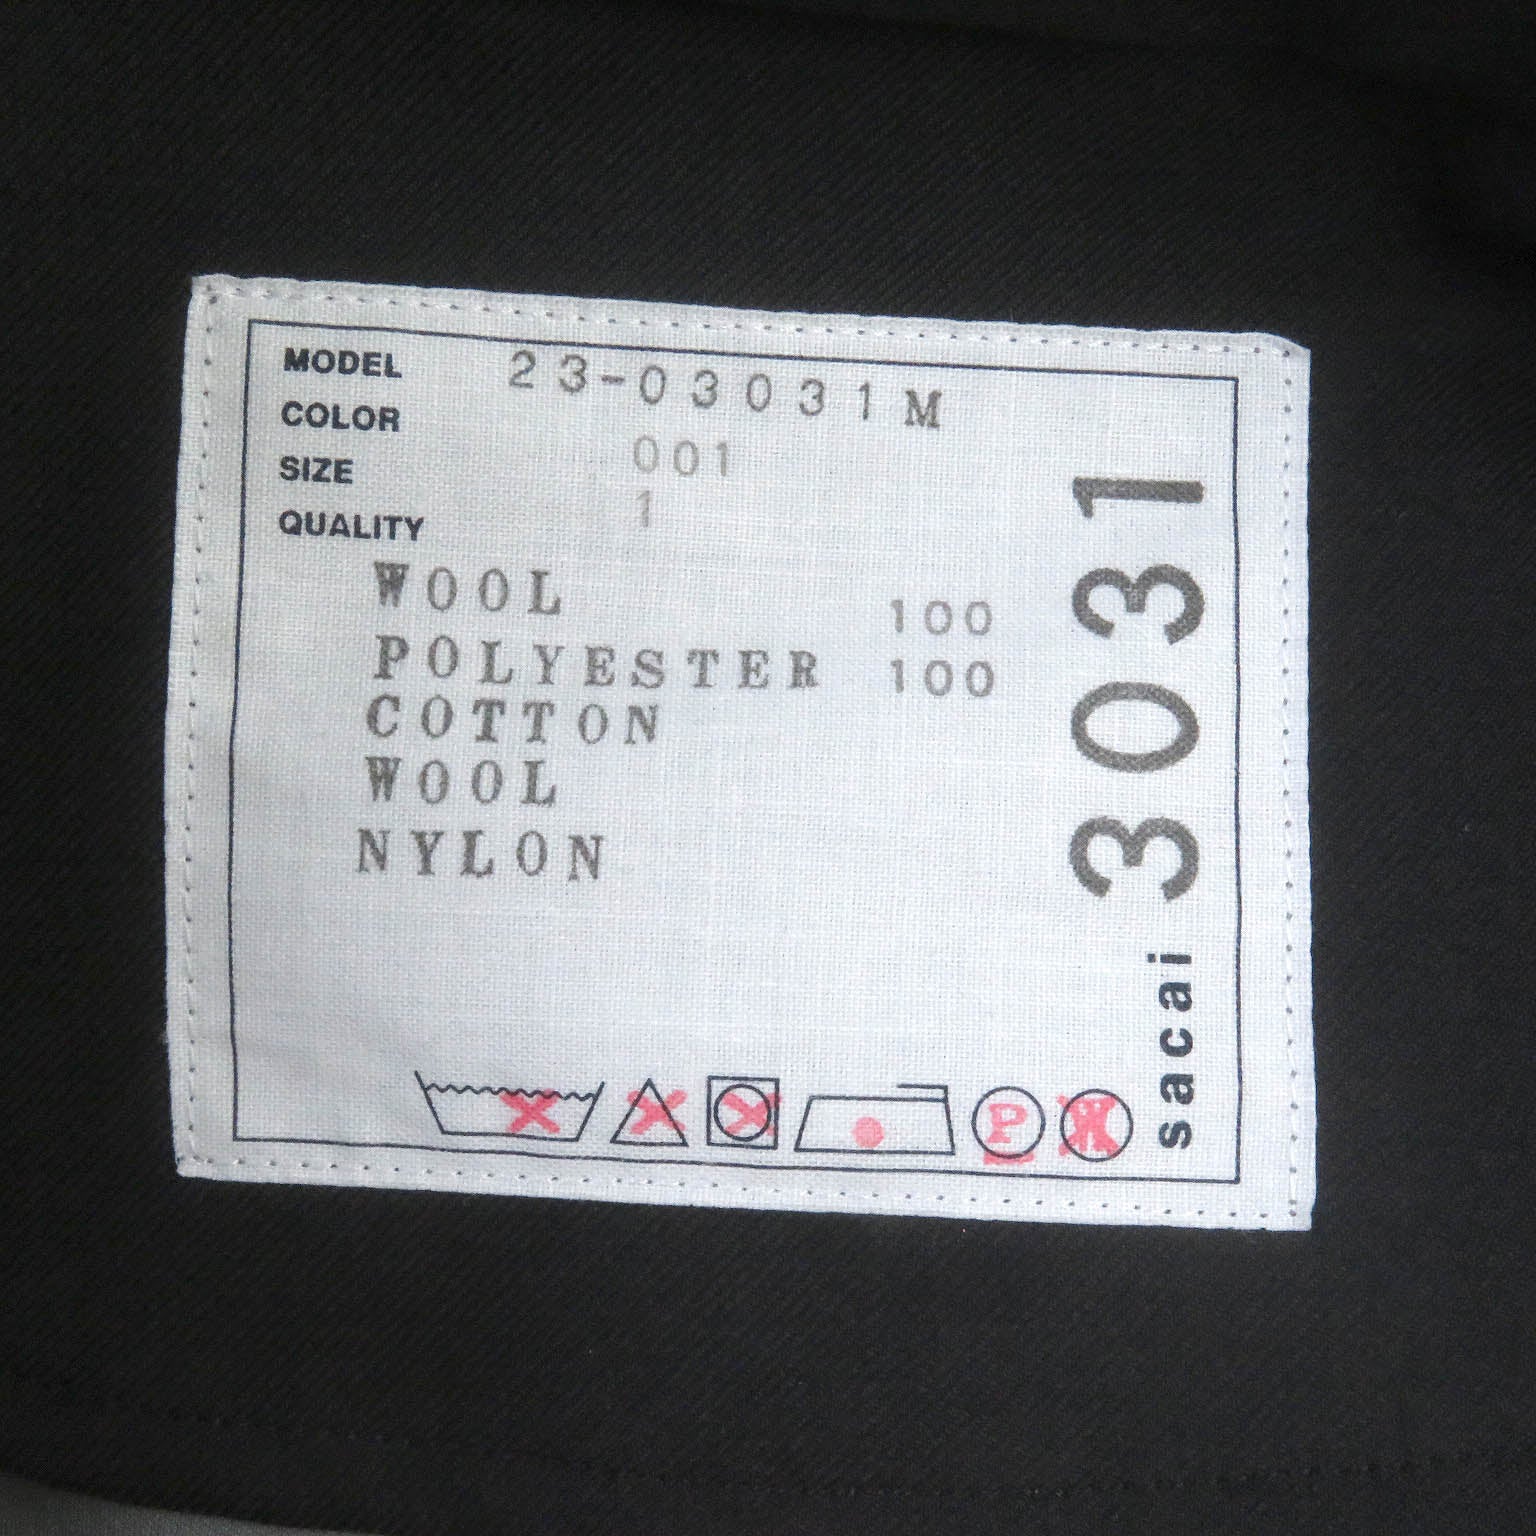 MODEL 23-03031M
COLOR 001
SIZE 1
QUALITY
WOOL 100
POLYESTER 100
COTTON
WOOL
NYLON
P W
sacai 3031